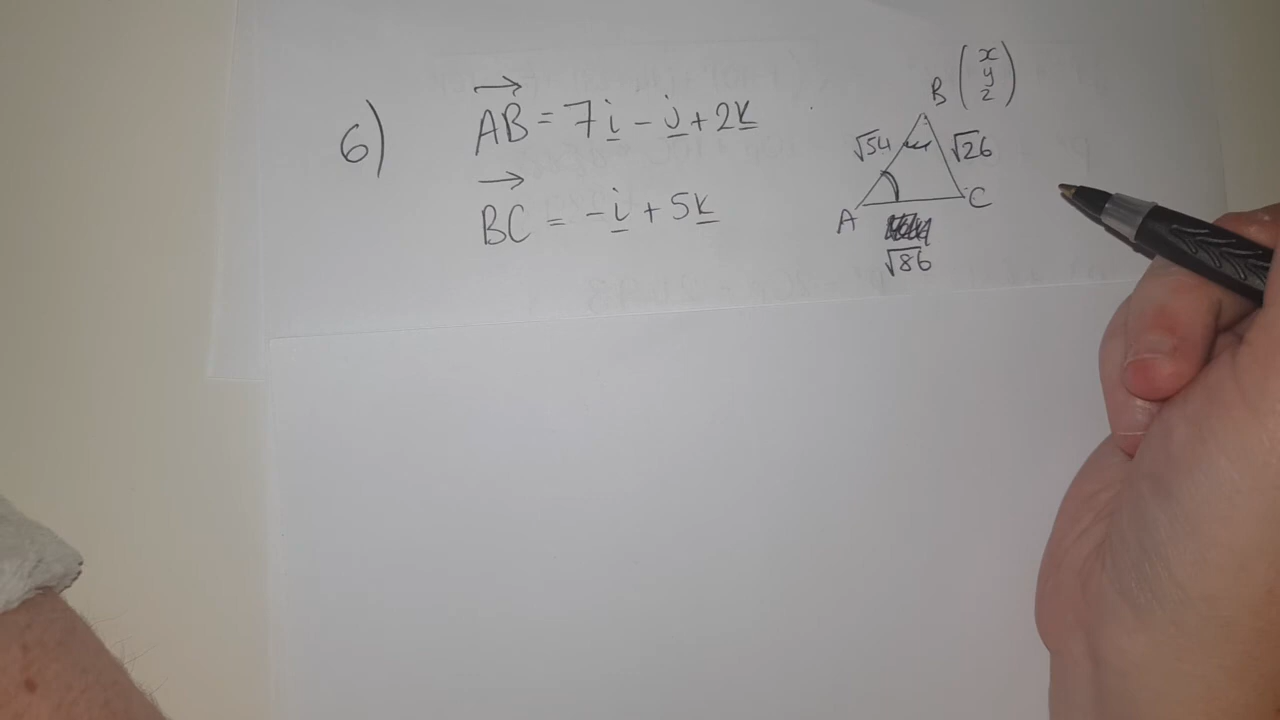 6)
AB = 7i - j + 2k
BC = -i + 5k
B (x y z)
√54 √26
A C
√86